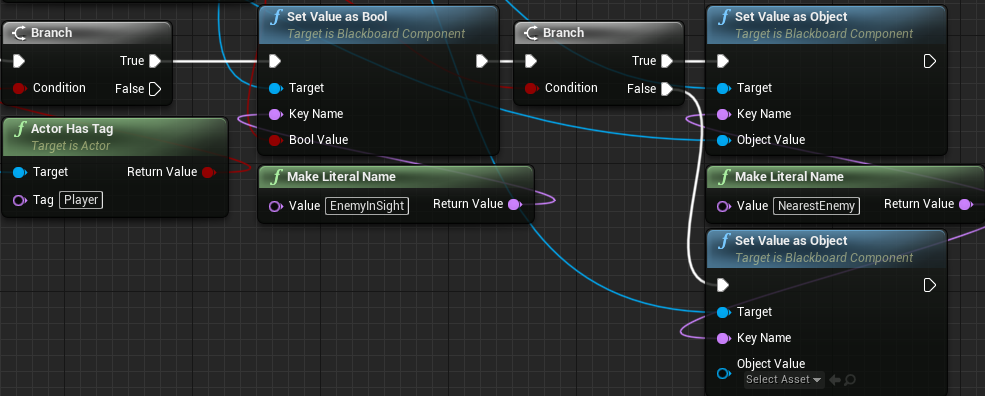 Branch
True
Condition
False
Actor Has Tag
Target is Actor
Target
Return Value
Tag
Player
Set Value as Bool
Target is Blackboard Component
Target
Key Name
Bool Value
Make Literal Name
Value
EnemyInSight
Return Value
Branch
True
Condition
False
Set Value as Object
Target is Blackboard Component
Target
Key Name
Object Value
Make Literal Name
Value
NearestEnemy
Return Value
Set Value as Object
Target is Blackboard Component
Target
Key Name
Object Value
Select Asset